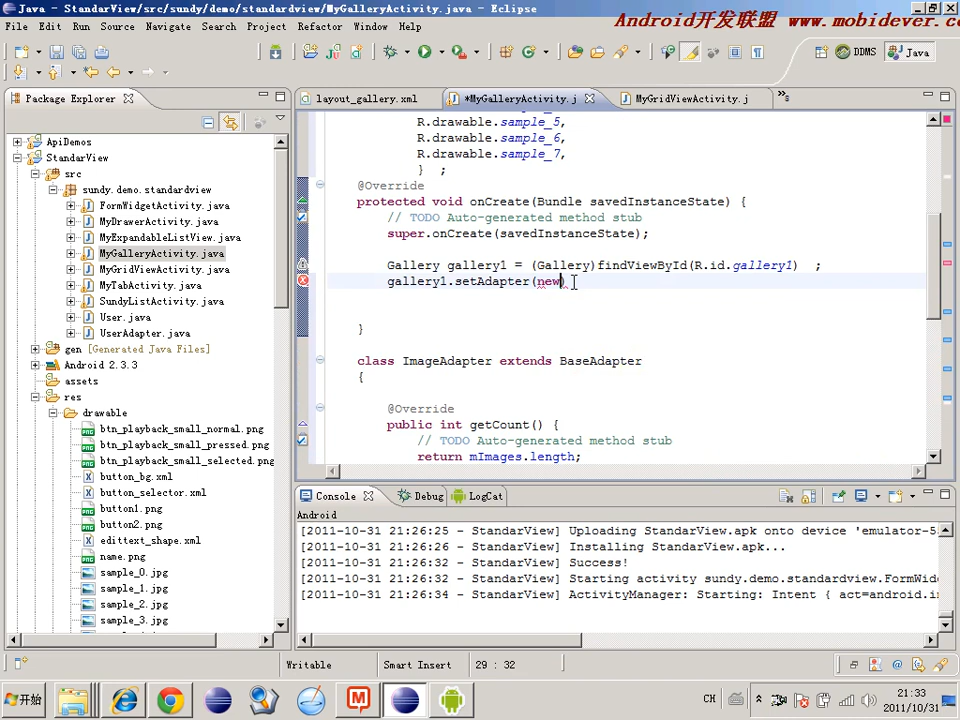 Java - StandarView/src/sundy/demo/standardview/MyGalleryActivity.java - Eclipse
Android开发联盟 www.mobidever.co
File Edit Run Source Navigate Search Project Refactor Window Help
DDMS Java
Package Explorer
layout_gallery.xml *MyGalleryActivity.j MyGridViewActivity.j
ApiDemos
StandarView
src
sundy.demo.standardview
FormWidgetActivity.java
MyDrawerActivity.java
MyExpandableListView.java
MyGalleryActivity.java
MyGridViewActivity.java
MyTabActivity.java
SundyListActivity.java
User.java
UserAdapter.java
gen [Generated Java Files]
Android 2.3.3
assets
res
drawable
btn_playback_small_normal.png
btn_playback_small_pressed.png
btn_playback_small_selected.png
button_bg.xml
button_selector.xml
button1.png
button2.png
edittext_shape.xml
name.png
sample_0.jpg
sample_1.jpg
sample_2.jpg
sample_3.jpg
R.drawable.sample_5,
R.drawable.sample_6,
R.drawable.sample_7,
} ;
@Override
protected void onCreate(Bundle savedInstanceState) {
// TODO Auto-generated method stub
super.onCreate(savedInstanceState);
Gallery gallery1 = (Gallery)findViewById(R.id.gallery1) ;
gallery1.setAdapter(new)
}
class ImageAdapter extends BaseAdapter
{
@Override
public int getCount() {
// TODO Auto-generated method stub
return mImages.length;
Console Debug LogCat
Android
[2011-10-31 21:26:25 - StandarView] Uploading StandarView.apk onto device 'emulator-5
[2011-10-31 21:26:32 - StandarView] Installing StandarView.apk...
[2011-10-31 21:26:32 - StandarView] Success!
[2011-10-31 21:26:32 - StandarView] Starting activity sundy.demo.standardview.FormWid
[2011-10-31 21:26:34 - StandarView] ActivityManager: Starting: Intent { act=android.i
Writable Smart Insert 29 : 32
开始
CH
21:33
2011/10/31